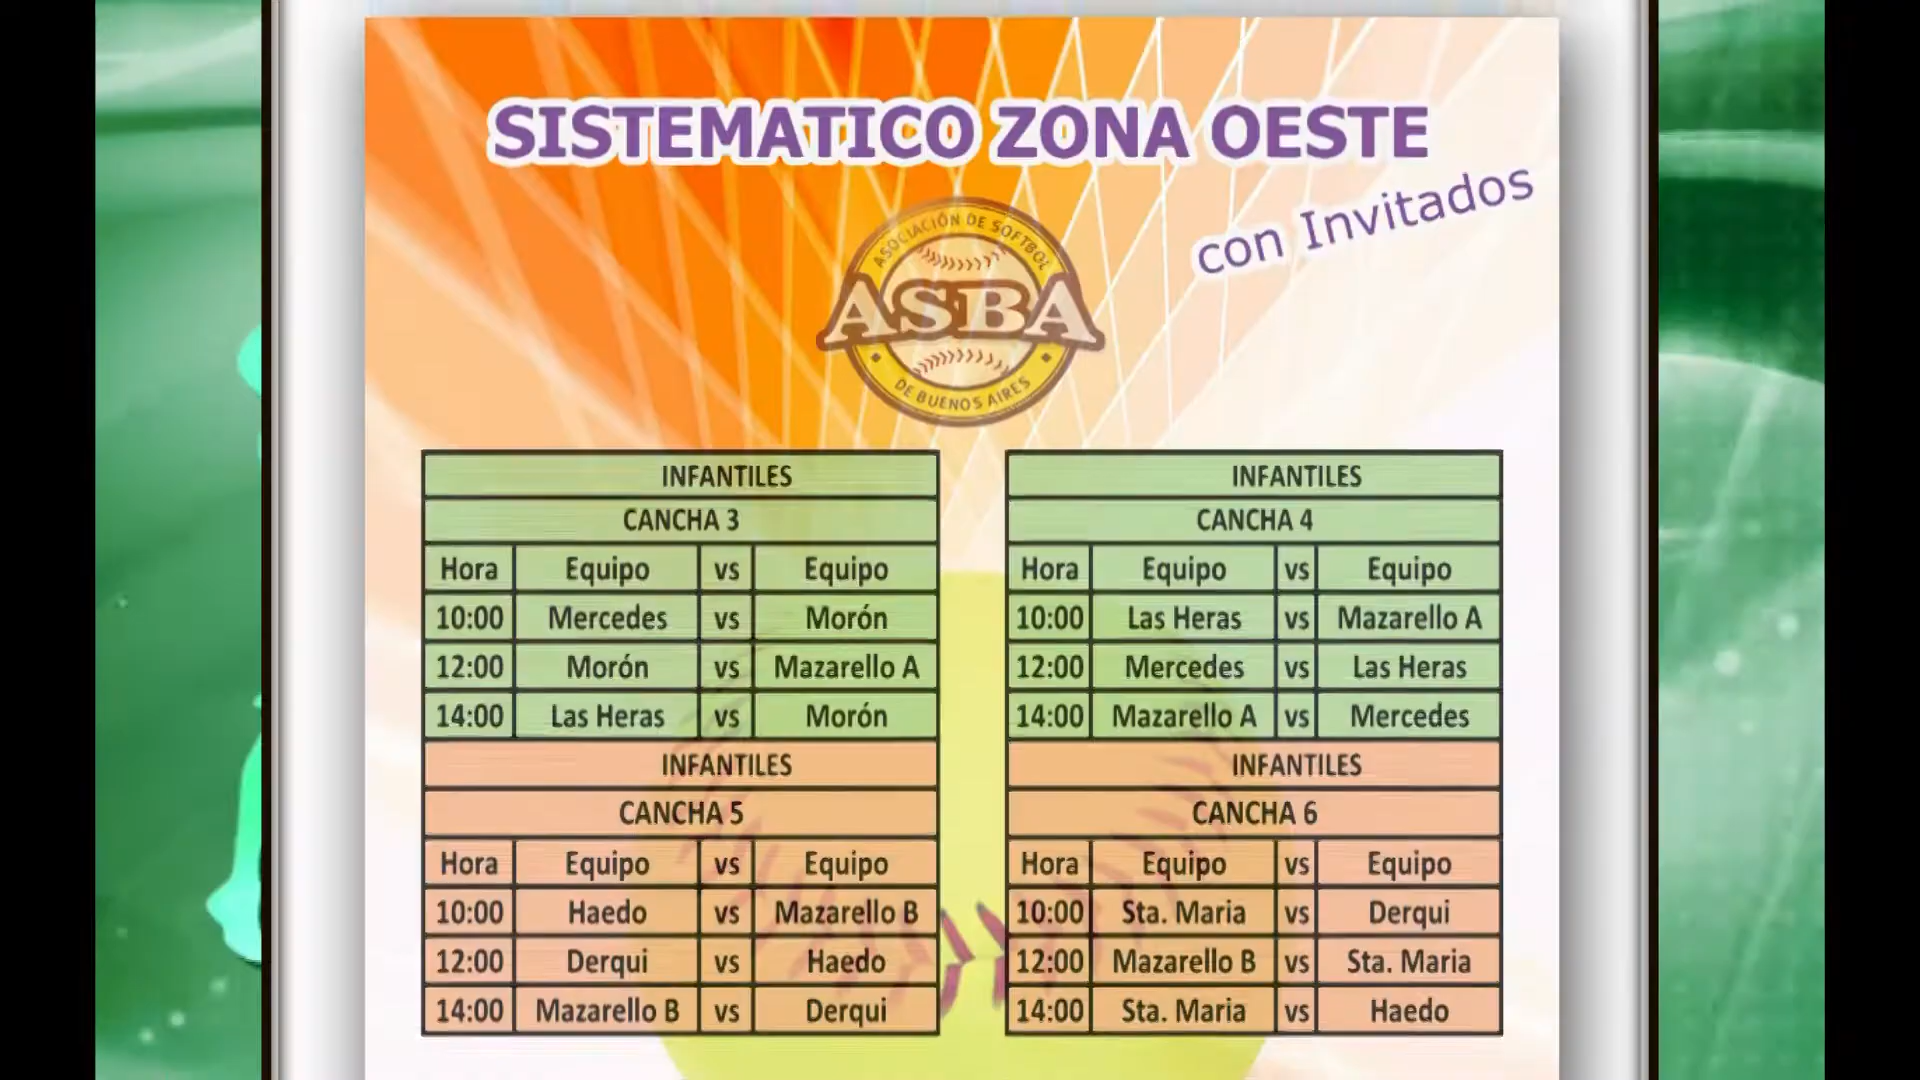 SISTEMATICO ZONA OESTE
con Invitados
ASOCIACIÓN DE SOFTBOL
ASBA
DE BUENOS AIRES
INFANTILES
CANCHA 3
Hora Equipo vs Equipo
10:00 Mercedes vs Morón
12:00 Morón vs Mazarello A
14:00 Las Heras vs Morón
INFANTILES
CANCHA 5
Hora Equipo vs Equipo
10:00 Haedo vs Mazarello B
12:00 Derqui vs Haedo
14:00 Mazarello B vs Derqui
INFANTILES
CANCHA 4
Hora Equipo vs Equipo
10:00 Las Heras vs Mazarello A
12:00 Mercedes vs Las Heras
14:00 Mazarello A vs Mercedes
INFANTILES
CANCHA 6
Hora Equipo vs Equipo
10:00 Sta. Maria vs Derqui
12:00 Mazarello B vs Sta. Maria
14:00 Sta. Maria vs Haedo